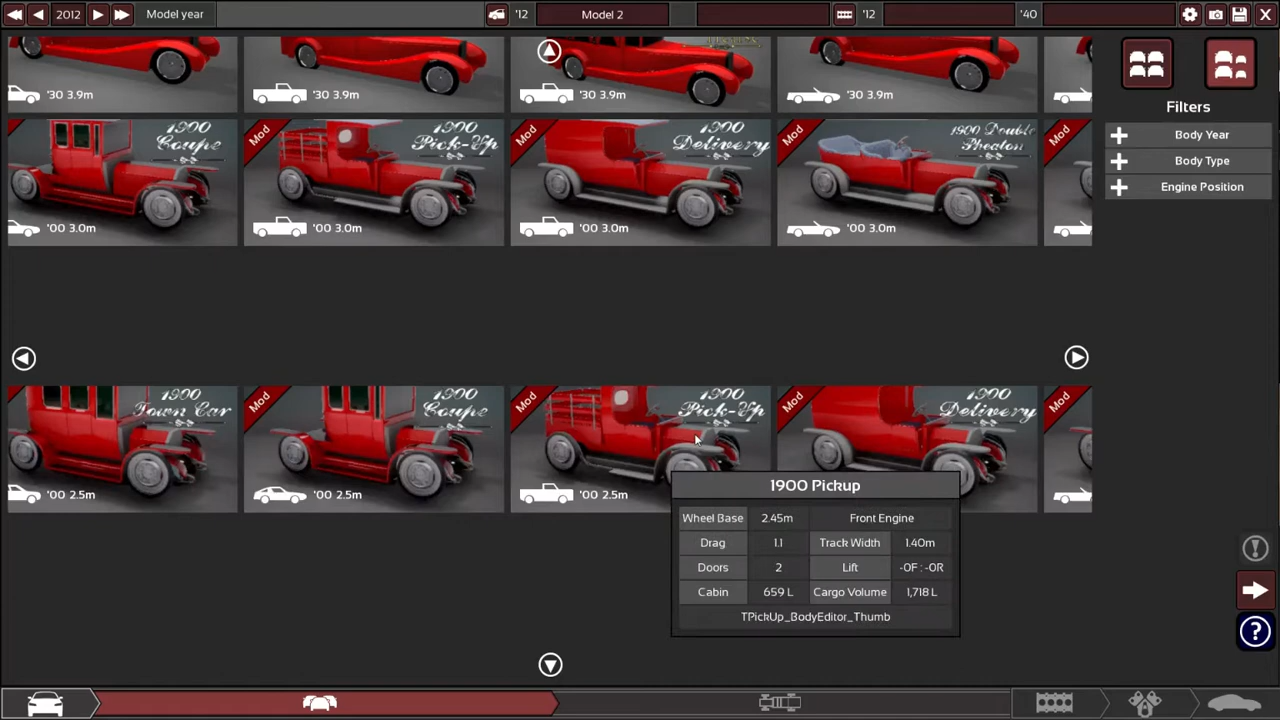 2012 Model year '12 Model 2 '12 '40
'30 3.9m '30 3.9m '30 3.9m '30 3.9m
Filters
Body Year
Body Type
Engine Position
1900 Coupe
'00 3.0m
Mod 1900 Pick-Up
'00 3.0m
Mod 1900 Delivery
'00 3.0m
Mod 1900 Double Pheaton
'00 3.0m
Mod
1900 Town Car
'00 2.5m
Mod 1900 Coupe
'00 2.5m
Mod 1900 Pick-Up
'00 2.5m
Mod 1900 Delivery
Mod
1900 Pickup
Wheel Base 2.45m Front Engine
Drag 1.1 Track Width 1.40m
Doors 2 Lift -0F : -0R
Cabin 659 L Cargo Volume 1,718 L
TPickUp_BodyEditor_Thumb
?